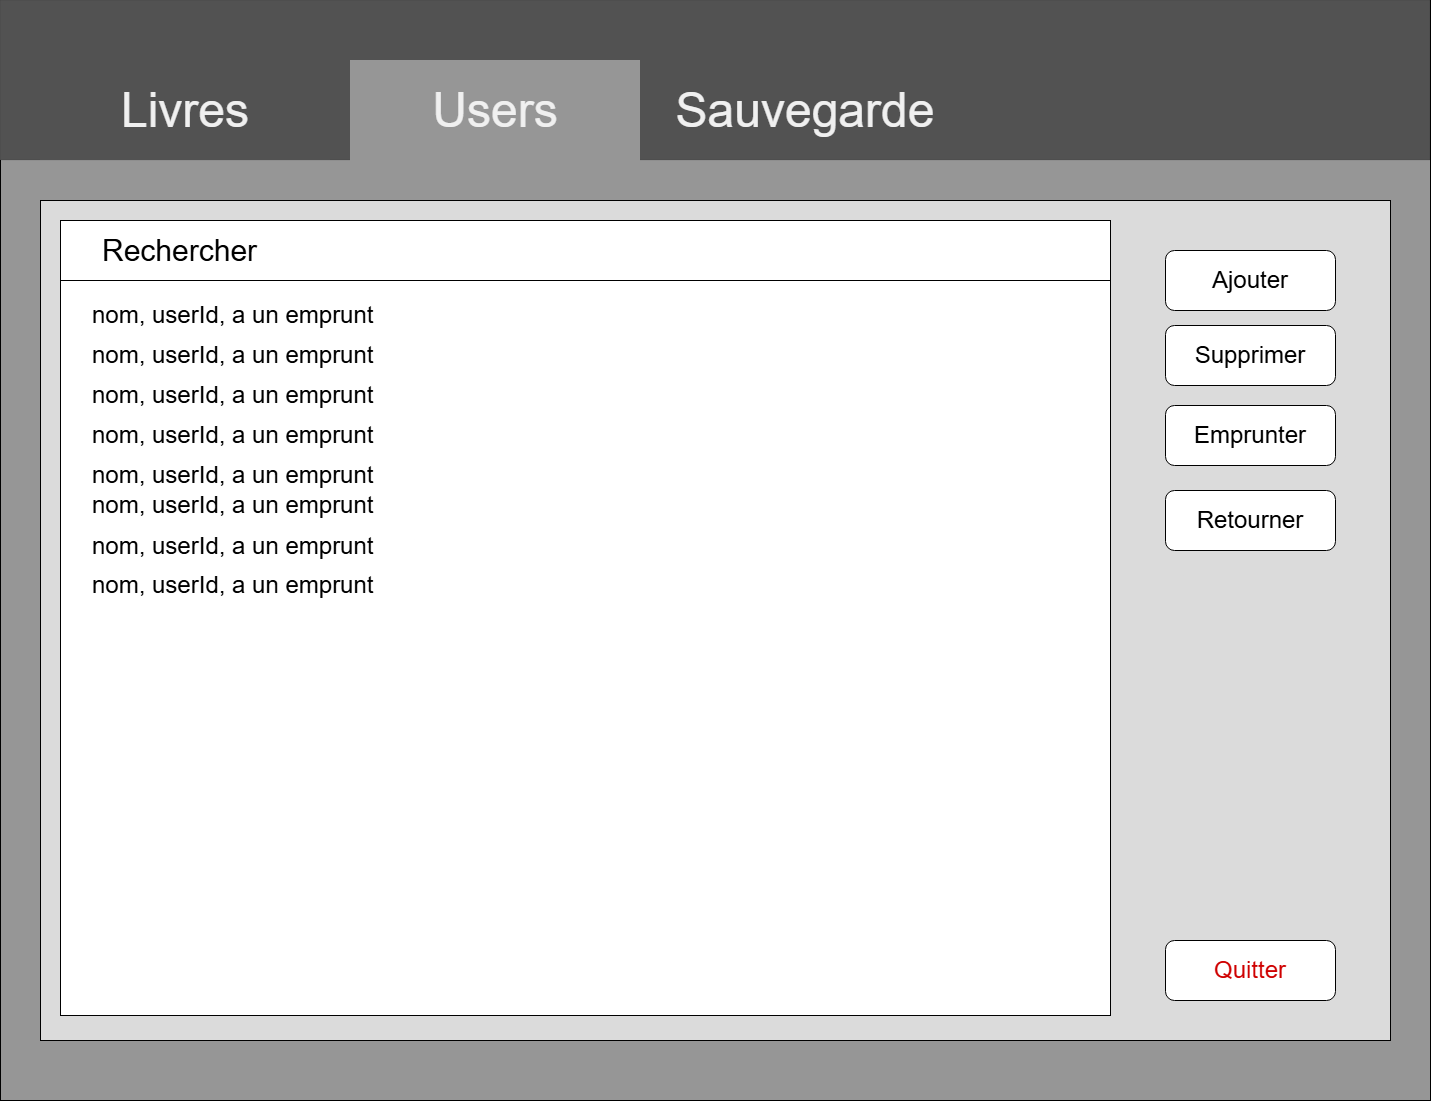 Livres
Users
Sauvegarde
Rechercher
nom, userId, a un emprunt
nom, userId, a un emprunt
nom, userId, a un emprunt
nom, userId, a un emprunt
nom, userId, a un emprunt
nom, userId, a un emprunt
nom, userId, a un emprunt
nom, userId, a un emprunt
Ajouter
Supprimer
Emprunter
Retourner
Quitter